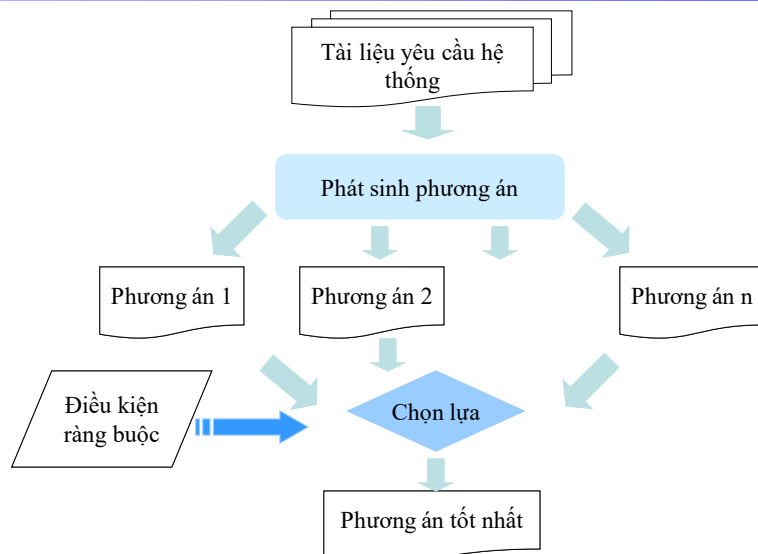 Tài liệu yêu cầu hệ
thống
Phát sinh phương án
Phương án 1
Phương án 2
Phương án n
Điều kiện
ràng buộc
Chọn lựa
Phương án tốt nhất